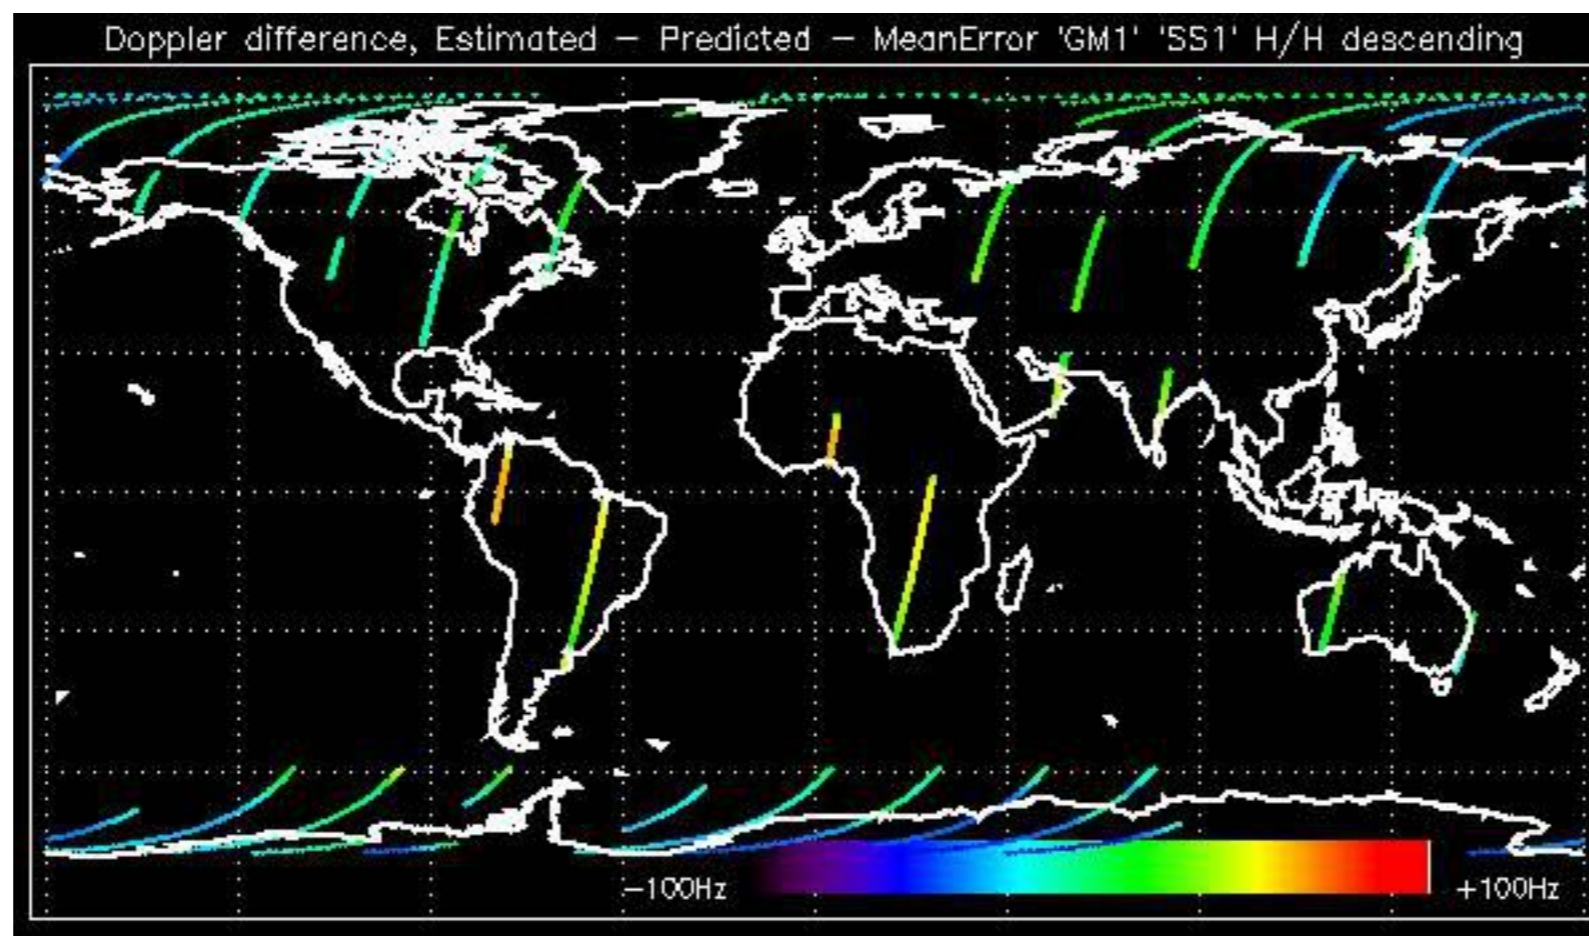 Doppler difference, Estimated – Predicted – MeanError 'GM1' 'SS1' H/H descending
–100Hz
+100Hz